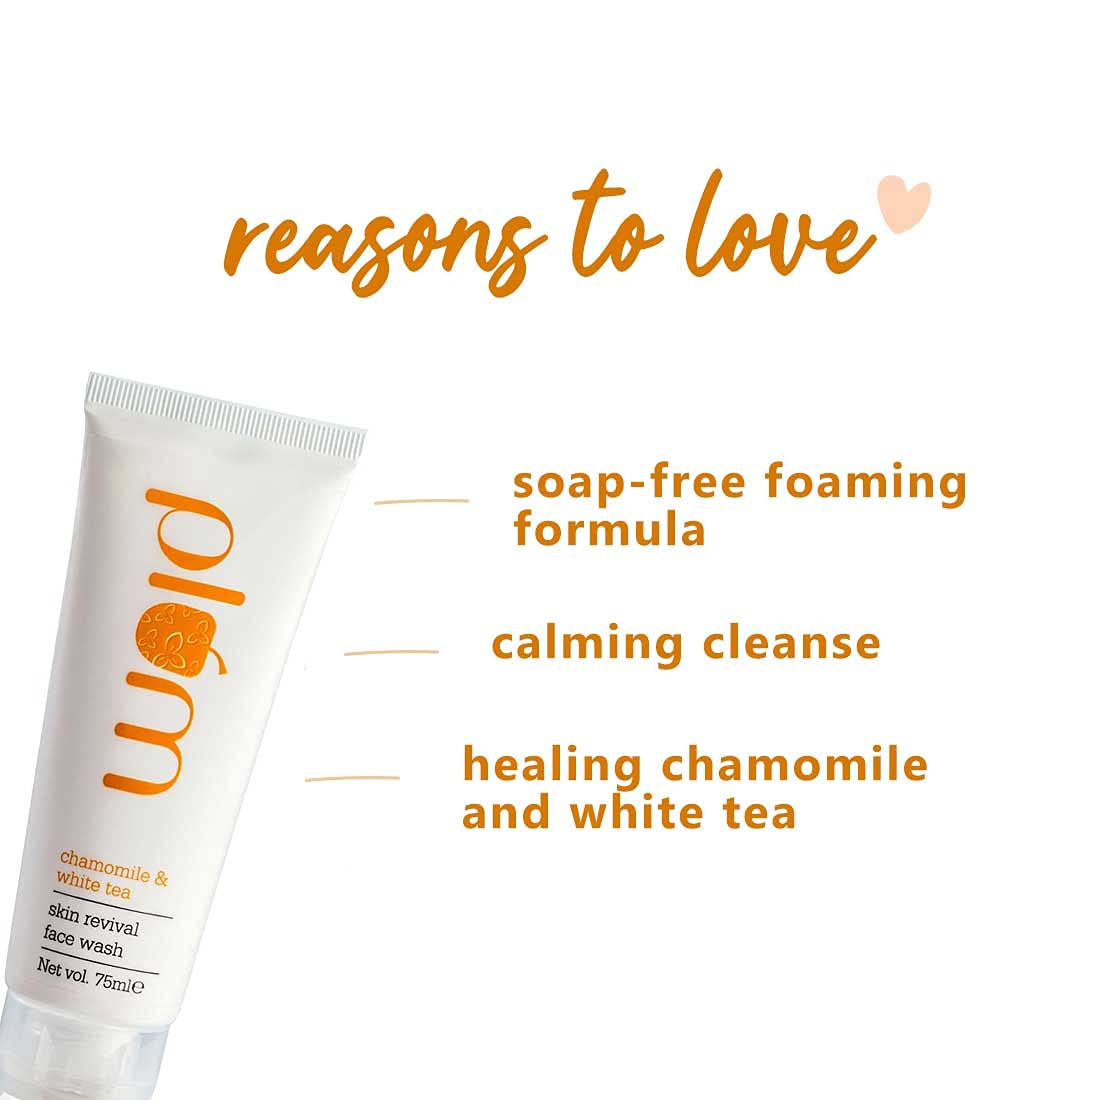 reasons to love
soap-free foaming
formula
calming cleanse
healing chamomile
and white tea
plum
chamomile &
white tea
skin revival
face wash
Net vol. 75ml℮